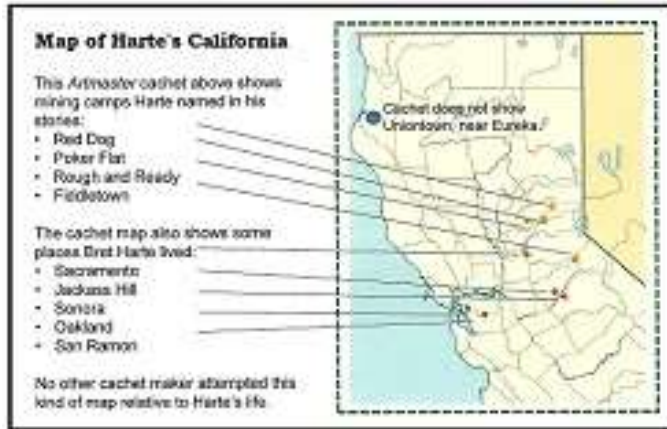 Map of Harte's California
This Artmaster cachet above shows
mining camps Harte named in his
stories:
• Red Dog
• Poker Flat
• Rough and Ready
• Fiddletown
The cachet map also shows some
places Bret Harte lived:
• Sacramento
• Jackass Hill
• Sonora
• Oakland
• San Ramon
No other cachet maker attempted this
kind of map relative to Harte's life.
Cachet does not show
Uniontown, near Eureka.